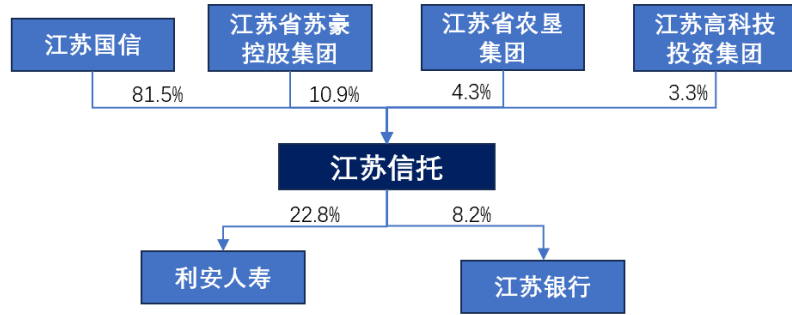 江苏国信
江苏省苏豪
控股集团
江苏省农垦
集团
江苏高科技
投资集团
81.5%
10.9%
4.3%
3.3%
江苏信托
22.8%
8.2%
利安人寿
江苏银行